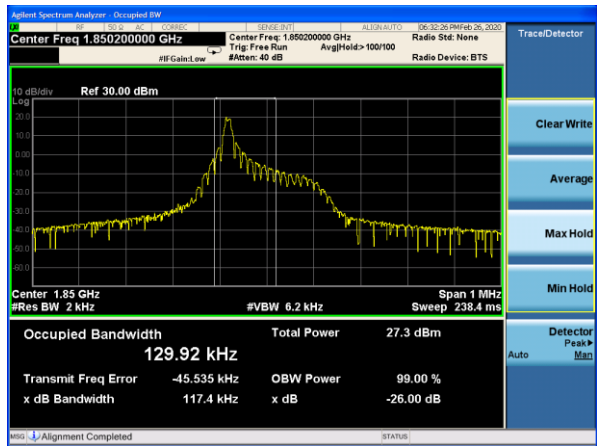 Agilent Spectrum Analyzer - Occupied BW
RF 50 Ω AC CORREC SENSE:INT ALIGN AUTO 06:32:26 PM Feb 26, 2020
Center Freq 1.850200000 GHz Center Freq: 1.850200000 GHz Radio Std: None Trace/Detector
Trig: Free Run Avg|Hold:> 100/100
#IFGain:Low #Atten: 40 dB Radio Device: BTS
10 dB/div Ref 30.00 dBm
Log
20.0
10.0
0.00
-10.0
-20.0
-30.0
-40.0
-50.0
-60.0
Center 1.85 GHz Span 1 MHz
#Res BW 2 kHz #VBW 6.2 kHz Sweep 238.4 ms
Clear Write
Average
Max Hold
Min Hold
Detector
Peak▶
Auto Man
Occupied Bandwidth Total Power 27.3 dBm
129.92 kHz
Transmit Freq Error -45.535 kHz OBW Power 99.00 %
x dB Bandwidth 117.4 kHz x dB -26.00 dB
MSG Alignment Completed STATUS